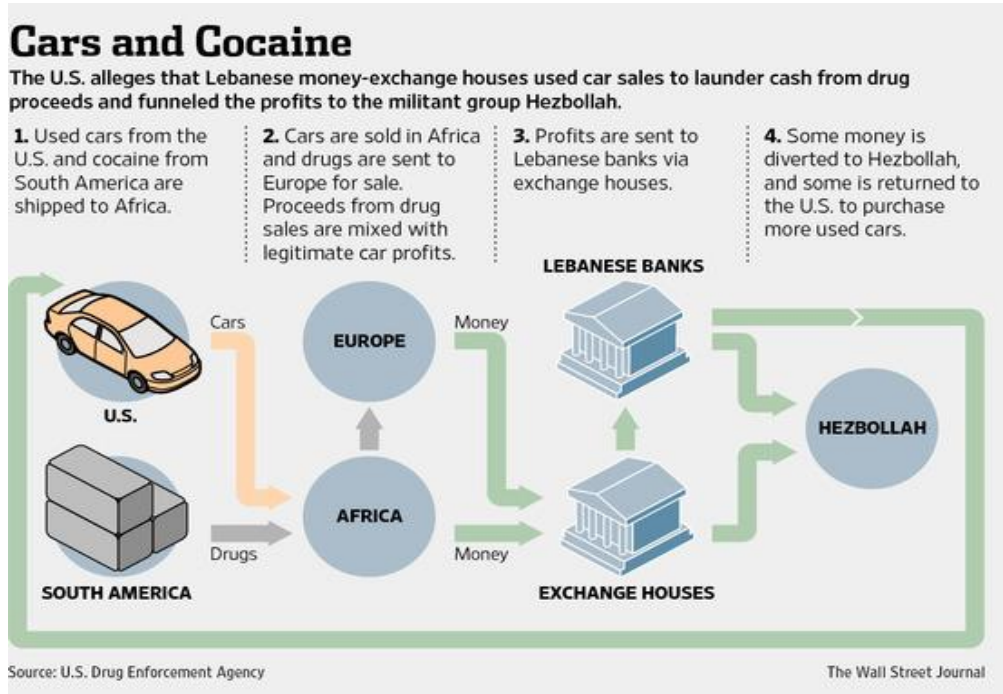 Cars and Cocaine
The U.S. alleges that Lebanese money-exchange houses used car sales to launder cash from drug
proceeds and funneled the profits to the militant group Hezbollah.
1. Used cars from the
U.S. and cocaine from
South America are
shipped to Africa.
2. Cars are sold in Africa
and drugs are sent to
Europe for sale.
Proceeds from drug
sales are mixed with
legitimate car profits.
3. Profits are sent to
Lebanese banks via
exchange houses.
4. Some money is
diverted to Hezbollah,
and some is returned to
the U.S. to purchase
more used cars.
LEBANESE BANKS
Cars
EUROPE
Money
U.S.
HEZBOLLAH
AFRICA
Drugs
Money
SOUTH AMERICA
EXCHANGE HOUSES
Source: U.S. Drug Enforcement Agency
The Wall Street Journal